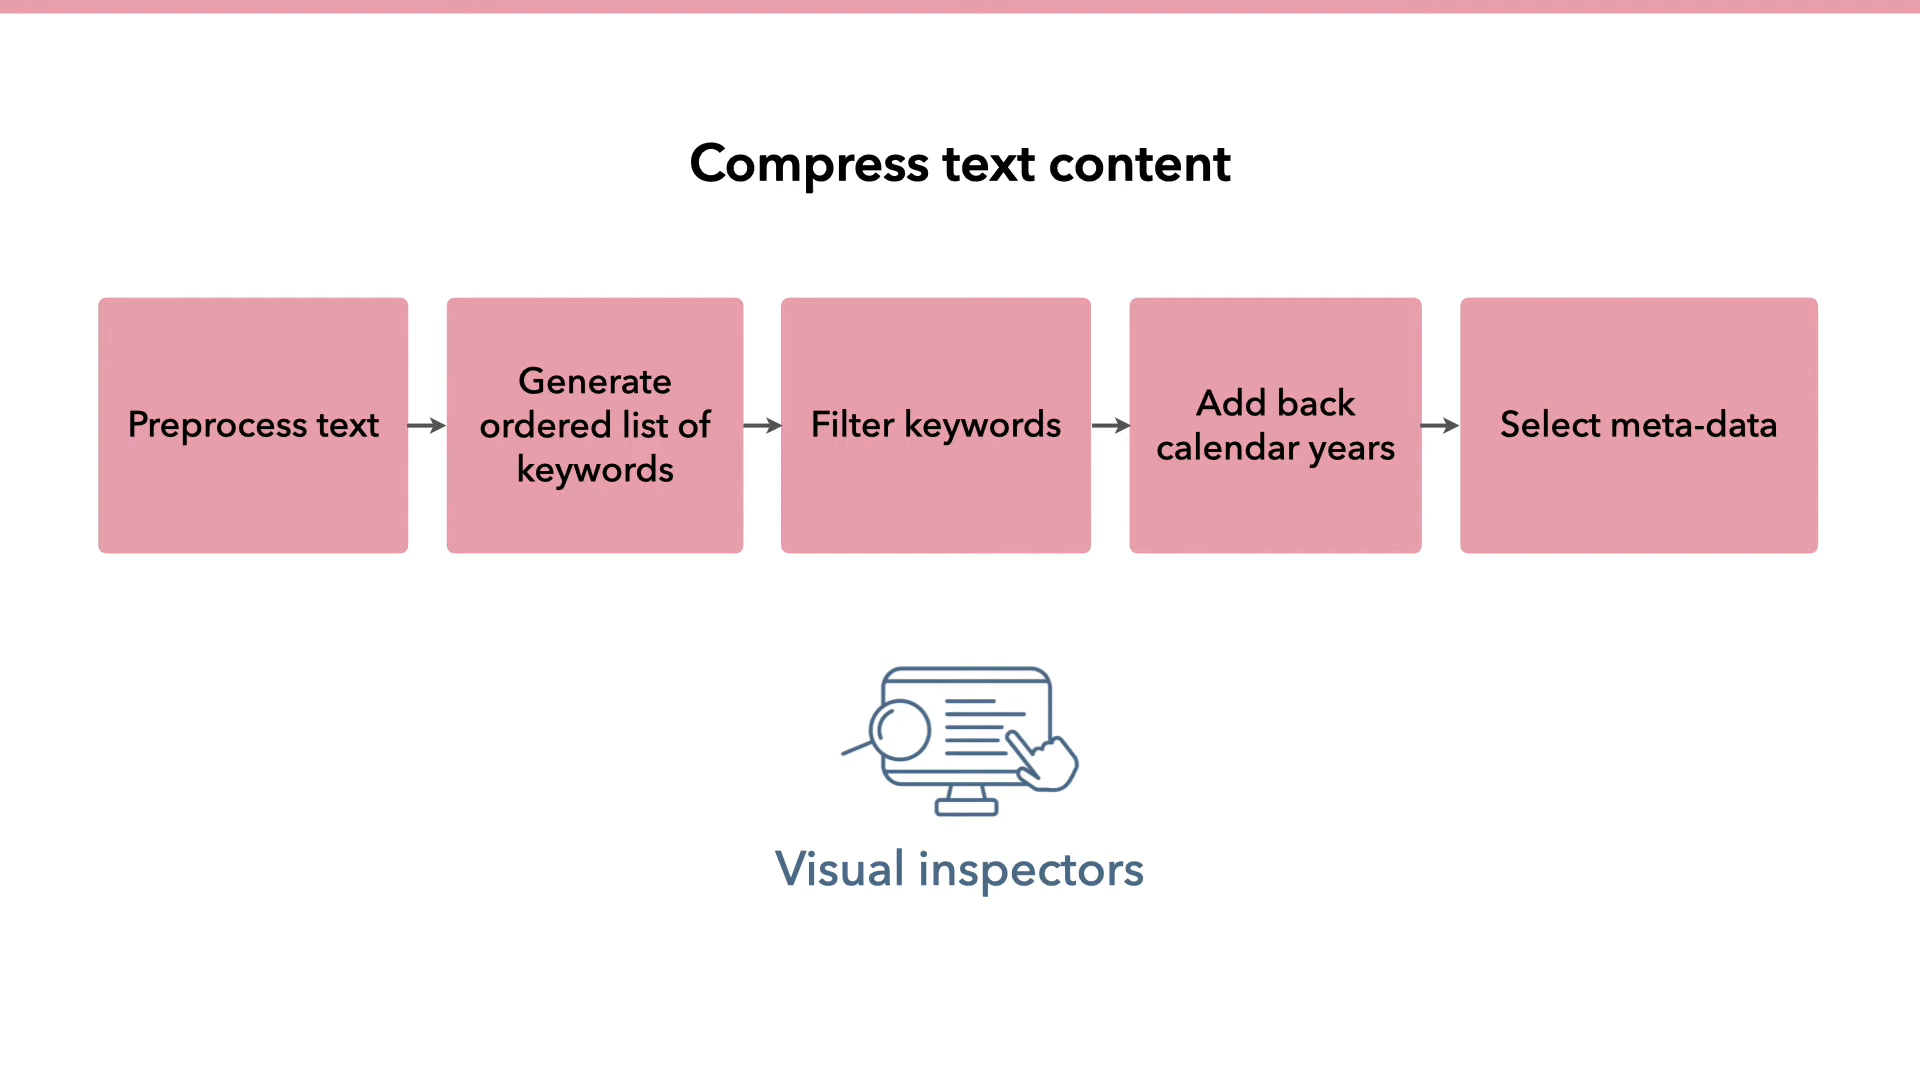 Compress text content
Preprocess text
Generate
ordered list of
keywords
Filter keywords
Add back
calendar years
Select meta-data
Visual inspectors